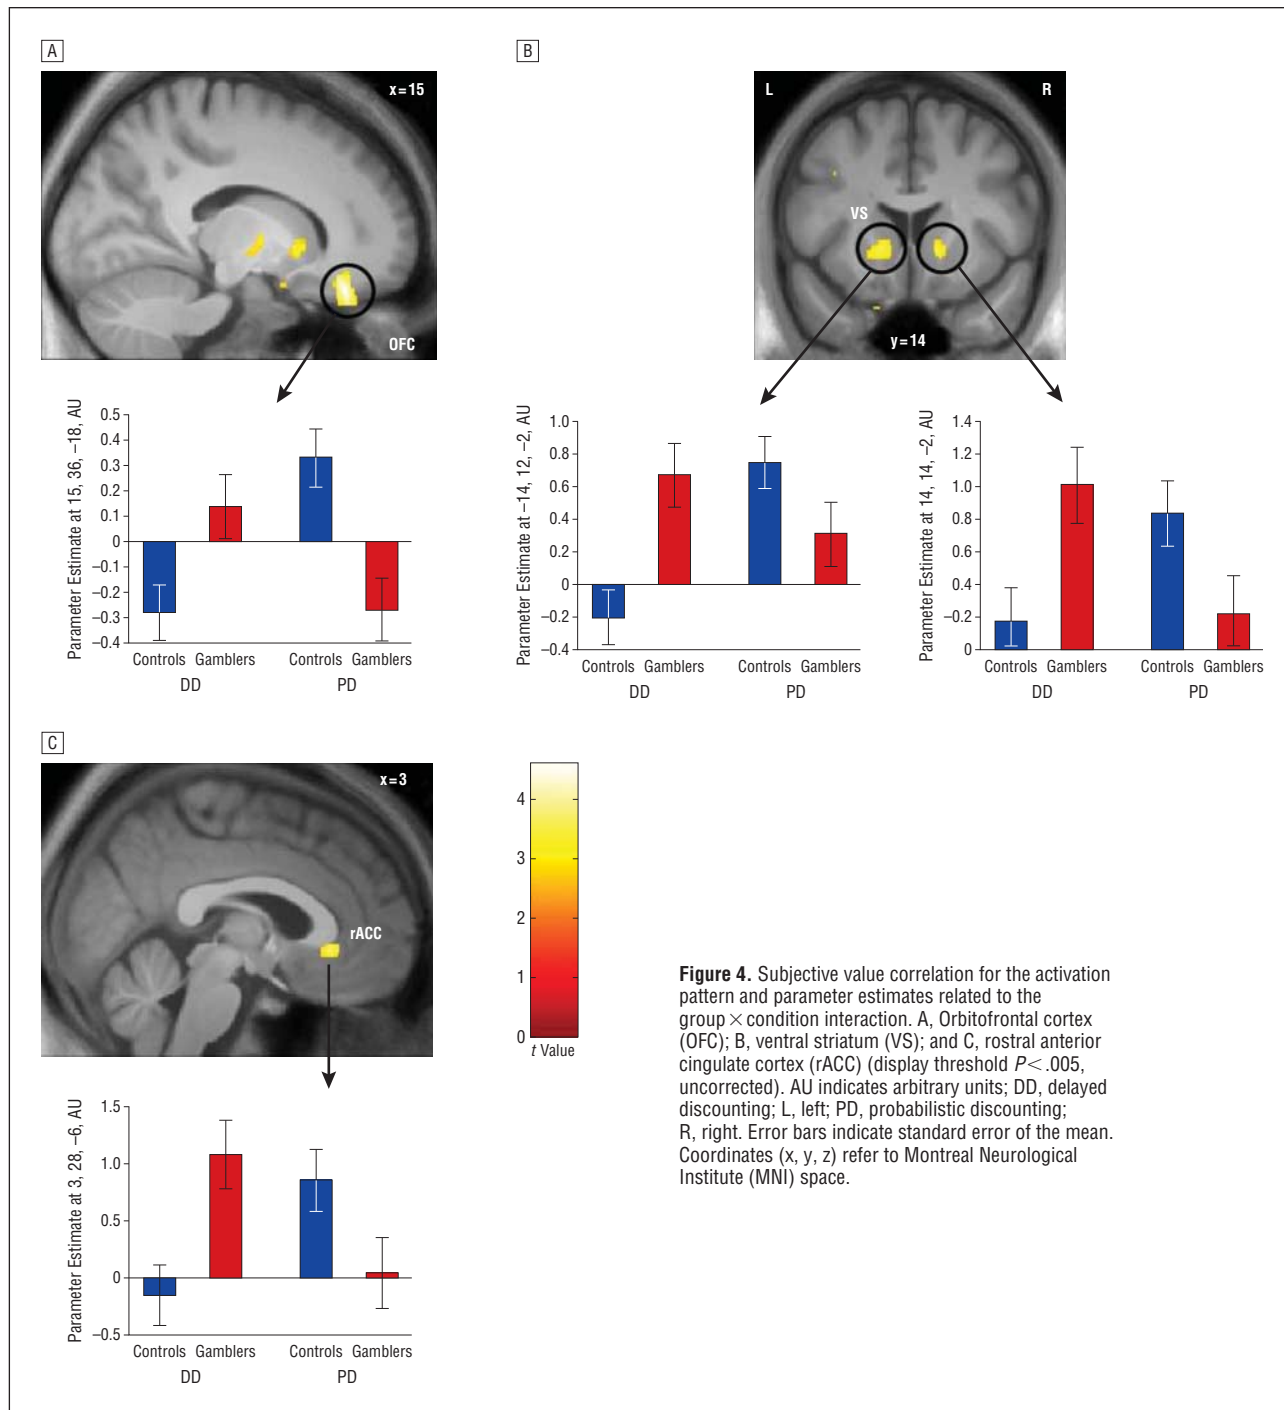 A
x=15
OFC
Parameter Estimate at 15, 36, –18, AU
0.5
0.4
0.3
0.2
0.1
0
–0.1
–0.2
–0.3
–0.4
Controls Gamblers Controls Gamblers
DD PD
B
L R
VS
y=14
Parameter Estimate at –14, 12, –2, AU
1.0
0.8
0.6
0.4
0.2
0
–0.2
–0.4
Controls Gamblers Controls Gamblers
DD PD
Parameter Estimate at 14, 14, –2, AU
1.4
1.0
0.8
0.6
0.4
–0.2
0
Controls Gamblers Controls Gamblers
DD PD
C
x=3
rACC
Parameter Estimate at 3, 28, –6, AU
1.5
1.0
0.5
0
–0.5
Controls Gamblers Controls Gamblers
DD PD
4
3
2
1
0
t Value
Figure 4. Subjective value correlation for the activation
pattern and parameter estimates related to the
group×condition interaction. A, Orbitofrontal cortex
(OFC); B, ventral striatum (VS); and C, rostral anterior
cingulate cortex (rACC) (display threshold P<.005,
uncorrected). AU indicates arbitrary units; DD, delayed
discounting; L, left; PD, probabilistic discounting;
R, right. Error bars indicate standard error of the mean.
Coordinates (x, y, z) refer to Montreal Neurological
Institute (MNI) space.